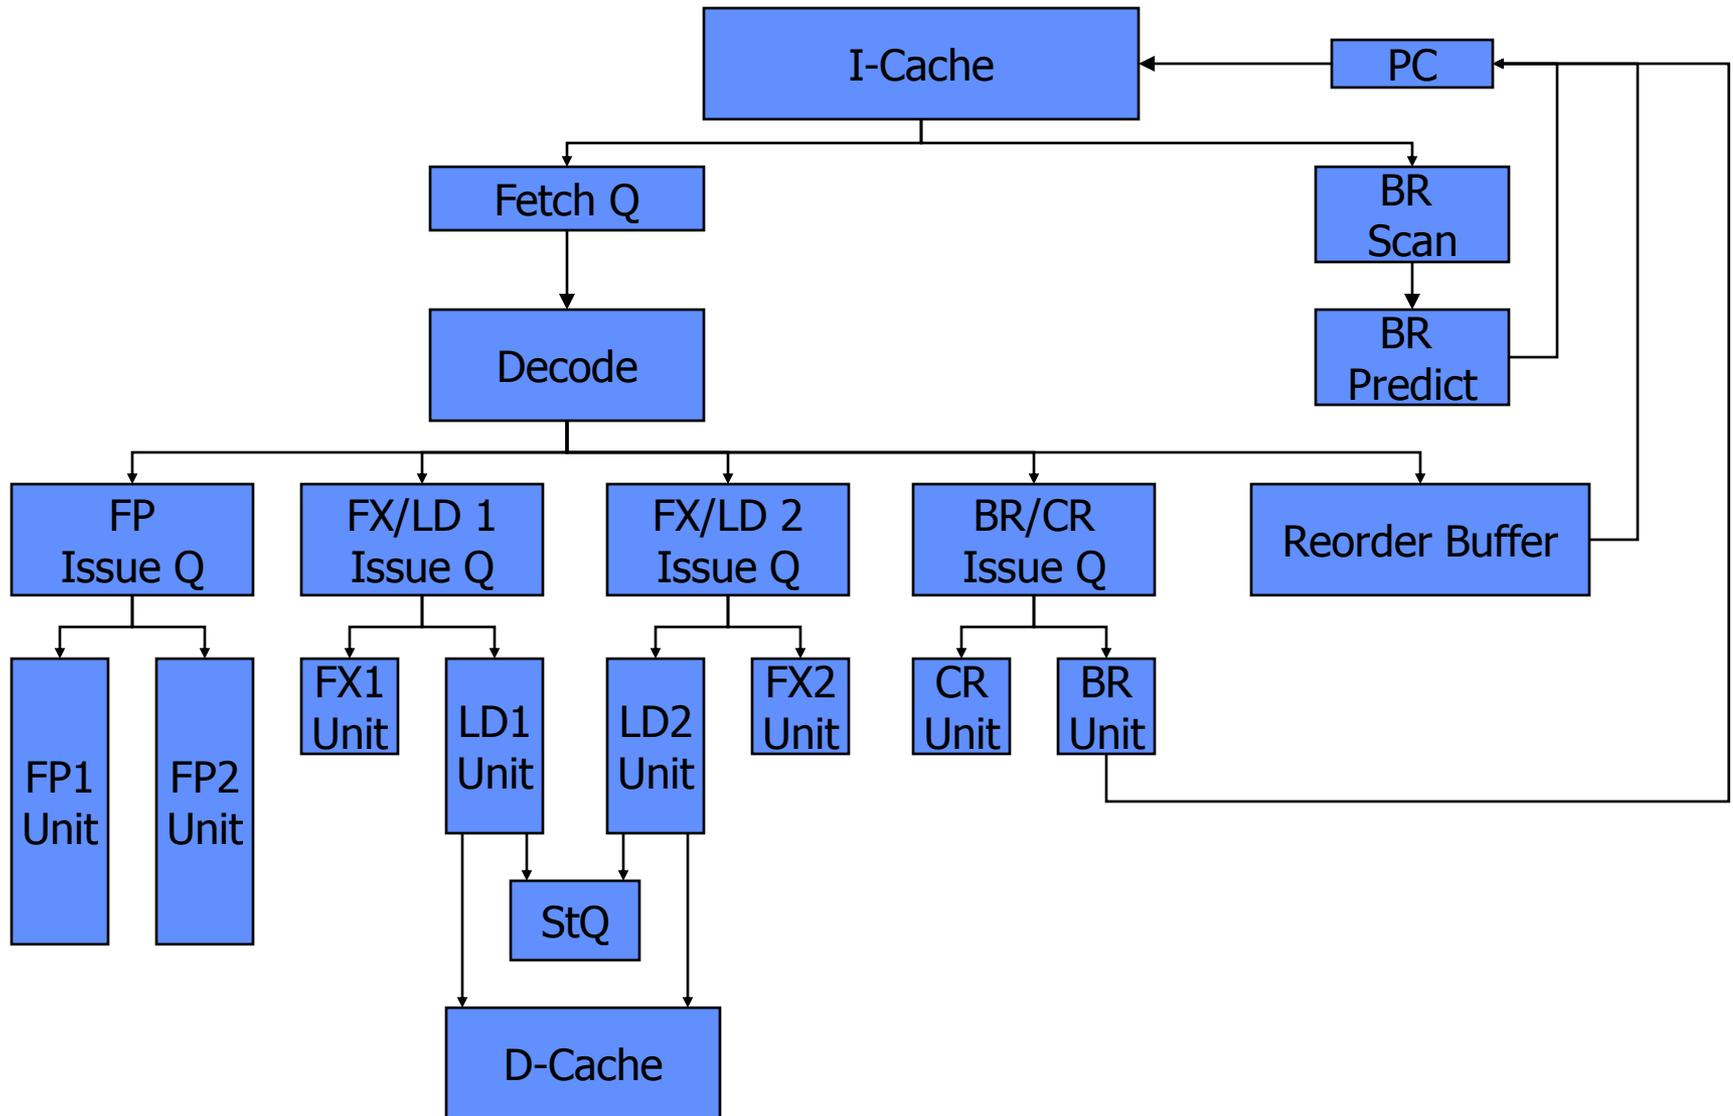 I-Cache
PC
Fetch Q
BR
Scan
Decode
BR
Predict
FP
Issue Q
FX/LD 1
Issue Q
FX/LD 2
Issue Q
BR/CR
Issue Q
Reorder Buffer
FP1
Unit
FP2
Unit
FX1
Unit
LD1
Unit
LD2
Unit
FX2
Unit
CR
Unit
BR
Unit
StQ
D-Cache